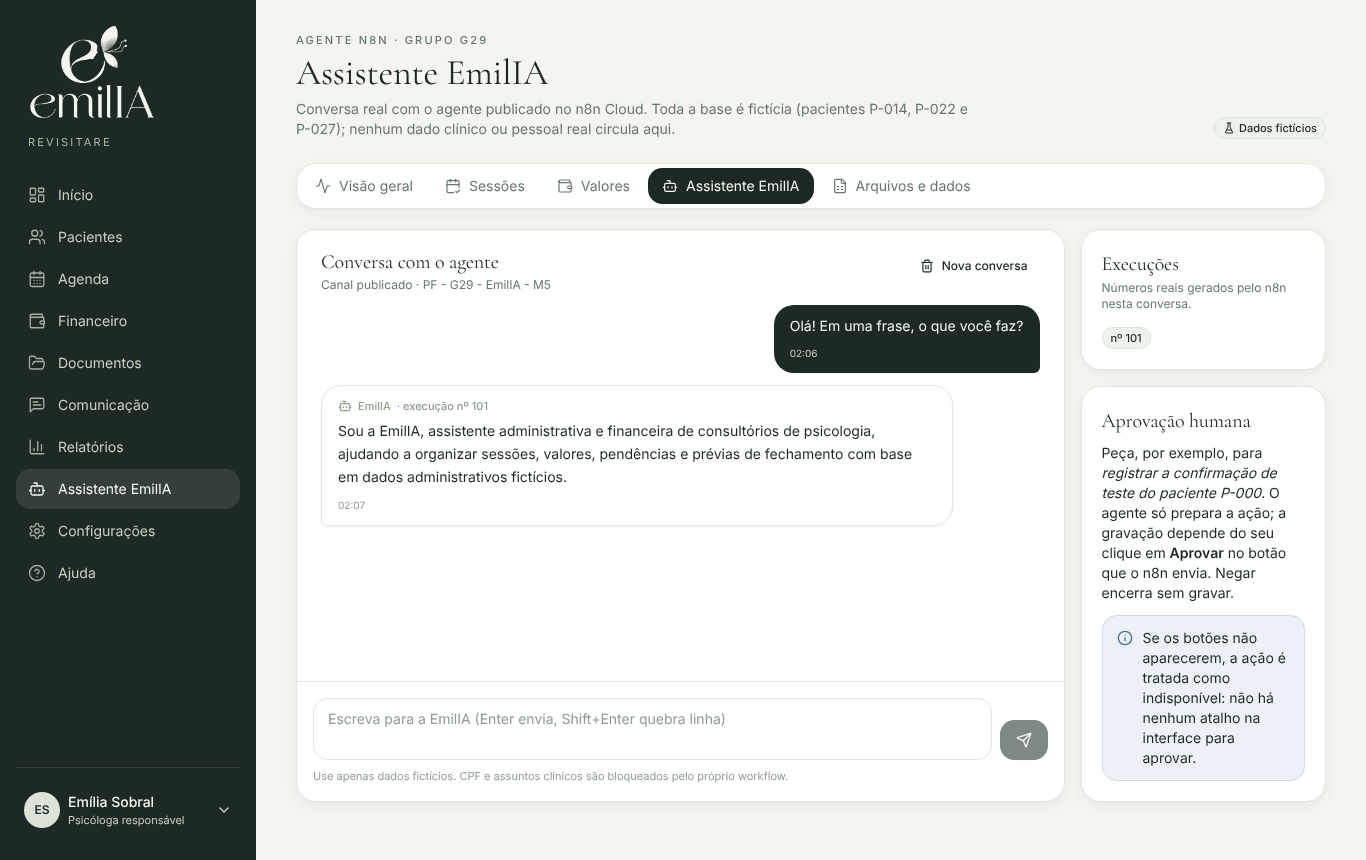 emilIA
REVISITARE
Início
Pacientes
Agenda
Financeiro
Documentos
Comunicação
Relatórios
Assistente EmilIA
Configurações
Ajuda
ES
Emília Sobral
Psicóloga responsável
AGENTE N8N · GRUPO G29
Assistente EmilIA
Conversa real com o agente publicado no n8n Cloud. Toda a base é fictícia (pacientes P-014, P-022 e
P-027); nenhum dado clínico ou pessoal real circula aqui.
Dados fictícios
Visão geral
Sessões
Valores
Assistente EmilIA
Arquivos e dados
Conversa com o agente
Canal publicado · PF - G29 - EmilIA - M5
Nova conversa
Olá! Em uma frase, o que você faz?
02:06
EmilIA · execução nº 101
Sou a EmilIA, assistente administrativa e financeira de consultórios de psicologia,
ajudando a organizar sessões, valores, pendências e prévias de fechamento com base
em dados administrativos fictícios.
02:07
Escreva para a EmilIA (Enter envia, Shift+Enter quebra linha)
Use apenas dados fictícios. CPF e assuntos clínicos são bloqueados pelo próprio workflow.
Execuções
Números reais gerados pelo n8n
nesta conversa.
nº 101
Aprovação humana
Peça, por exemplo, para
registrar a confirmação de
teste do paciente P-000. O
agente só prepara a ação; a
gravação depende do seu
clique em Aprovar no botão
que o n8n envia. Negar
encerra sem gravar.
Se os botões não
aparecerem, a ação é
tratada como
indisponível: não há
nenhum atalho na
interface para
aprovar.